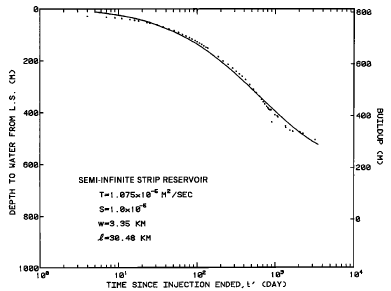 0
200
400
600
800
1000
DEPTH TO WATER FROM L.S. (M)
800
600
400
200
0
BUILDUP (M)
SEMI-INFINITE STRIP RESERVOIR
T=1.075×10⁻⁵ M²/SEC
S=1.0×10⁻⁵
w=3.35 KM
ℓ=30.48 KM
10⁰ 10¹ 10² 10³ 10⁴
TIME SINCE INJECTION ENDED, t' (DAY)